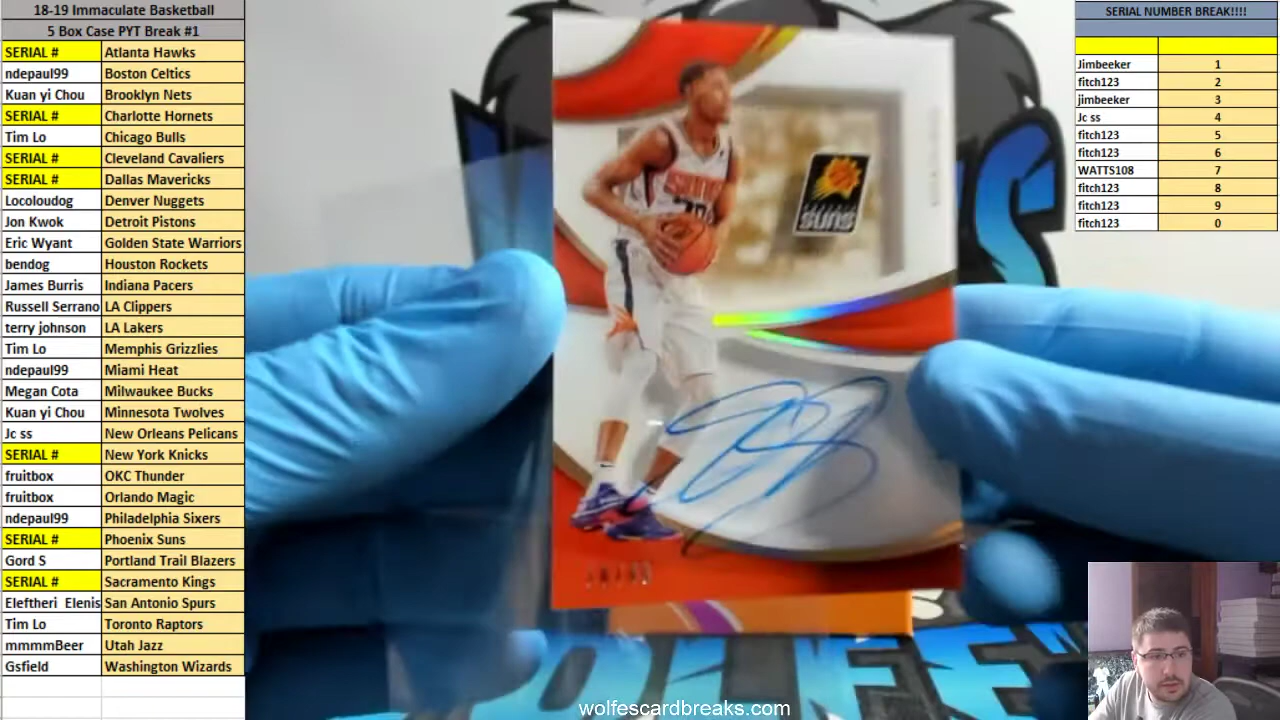 18-19 Immaculate Basketball
5 Box Case PYT Break #1
SERIAL # Atlanta Hawks
ndepaul99 Boston Celtics
Kuan yi Chou Brooklyn Nets
SERIAL # Charlotte Hornets
Tim Lo Chicago Bulls
SERIAL # Cleveland Cavaliers
SERIAL # Dallas Mavericks
Locoloudog Denver Nuggets
Jon Kwok Detroit Pistons
Eric Wyant Golden State Warriors
bendog Houston Rockets
James Burris Indiana Pacers
Russell Serrano LA Clippers
terry johnson LA Lakers
Tim Lo Memphis Grizzlies
ndepaul99 Miami Heat
Megan Cota Milwaukee Bucks
Kuan yi Chou Minnesota Twolves
Jc ss New Orleans Pelicans
SERIAL # New York Knicks
fruitbox OKC Thunder
fruitbox Orlando Magic
ndepaul99 Philadelphia Sixers
SERIAL # Phoenix Suns
Gord S Portland Trail Blazers
SERIAL # Sacramento Kings
Eleftheri Elenis San Antonio Spurs
Tim Lo Toronto Raptors
mmmmBeer Utah Jazz
Gsfield Washington Wizards
SUNS
wolfescardbreaks.com
SERIAL NUMBER BREAK!!!!
Jimbeeker 1
fitch123 2
jimbeeker 3
Jc ss 4
fitch123 5
fitch123 6
WATTS108 7
fitch123 8
fitch123 9
fitch123 0